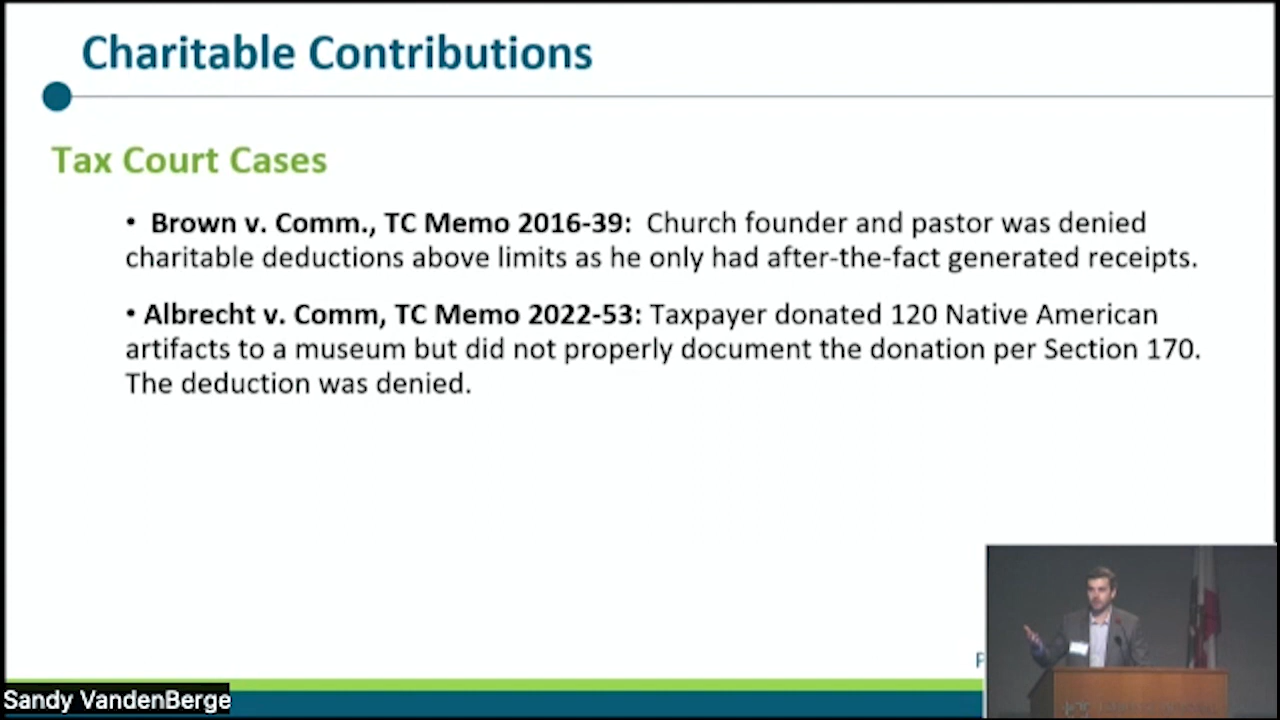 Charitable Contributions
Tax Court Cases
• Brown v. Comm., TC Memo 2016-39: Church founder and pastor was denied
charitable deductions above limits as he only had after-the-fact generated receipts.
• Albrecht v. Comm, TC Memo 2022-53: Taxpayer donated 120 Native American
artifacts to a museum but did not properly document the donation per Section 170.
The deduction was denied.
Sandy VandenBerge